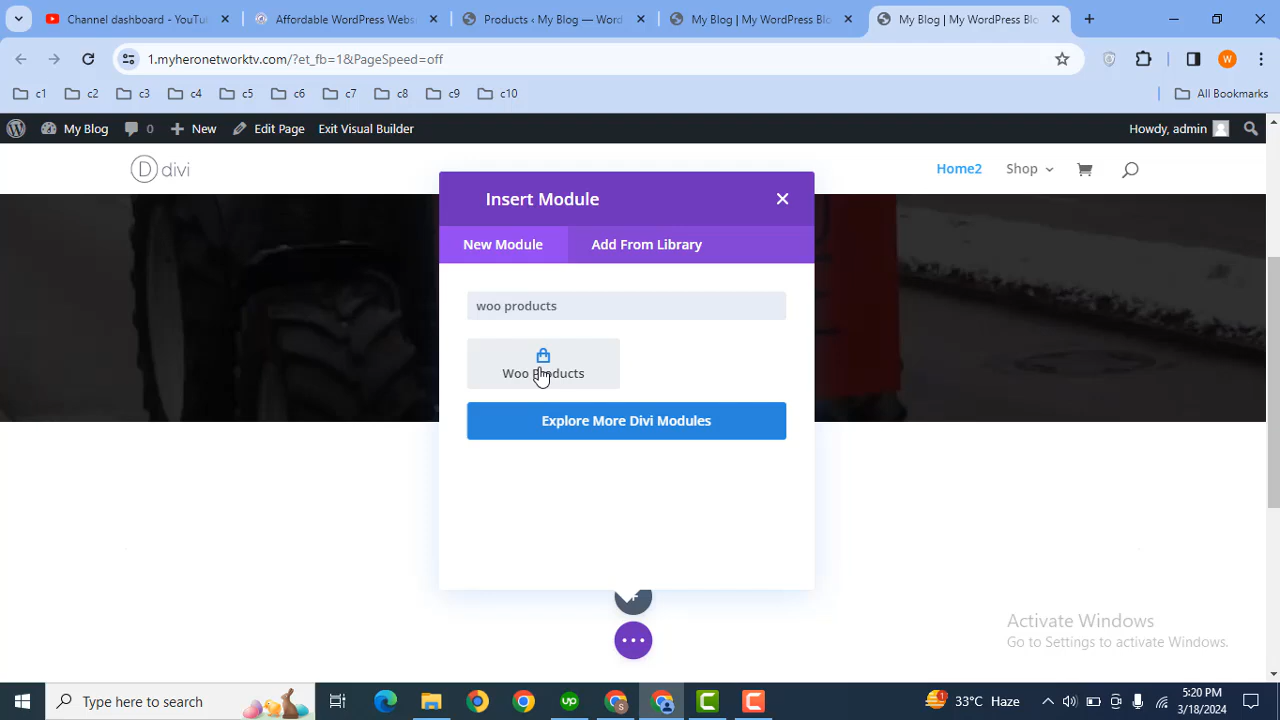 Channel dashboard - YouTu
Affordable WordPress Webs
Products ‹ My Blog — Word
My Blog | My WordPress Blo
My Blog | My WordPress Blo
1.myheronetworktv.com/?et_fb=1&PageSpeed=off
W
c1
c2
c3
c4
c5
c6
c7
c8
c9
c10
All Bookmarks
My Blog
0
New
Edit Page
Exit Visual Builder
Howdy, admin
D divi
Home2
Shop
Insert Module
New Module
Add From Library
woo products
Woo Products
Explore More Divi Modules
Activate Windows
Go to Settings to activate Windows.
Type here to search
33°C Haze
5:20 PM
3/18/2024